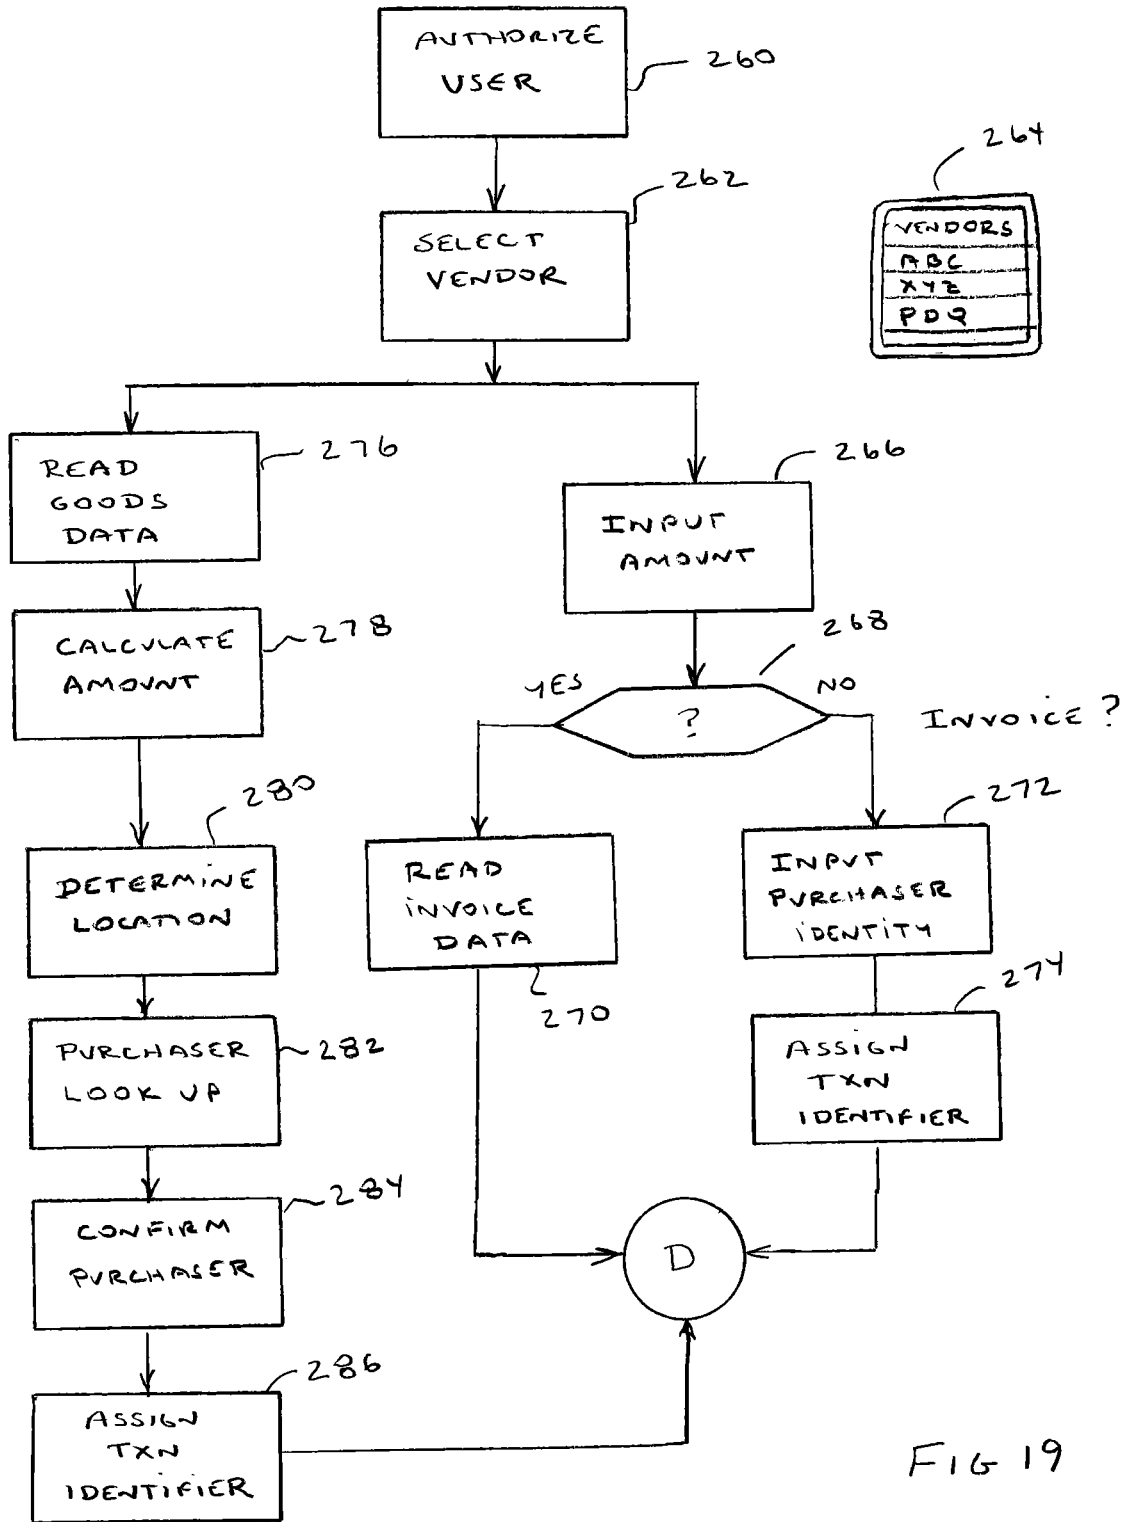 AUTHORIZE
USER
260
262
SELECT
VENDOR
264
VENDORS
ABC
XYZ
PDQ
READ
GOODS
DATA
276
INPUT
AMOUNT
266
CALCULATE
AMOUNT
278
268
YES
?
NO
INVOICE ?
280
DETERMINE
LOCATION
READ
INVOICE
DATA
270
272
INPUT
PURCHASER
IDENTITY
274
ASSIGN
TXN
IDENTIFIER
PURCHASER
LOOK UP
282
CONFIRM
PURCHASER
284
D
286
ASSIGN
TXN
IDENTIFIER
FIG 19